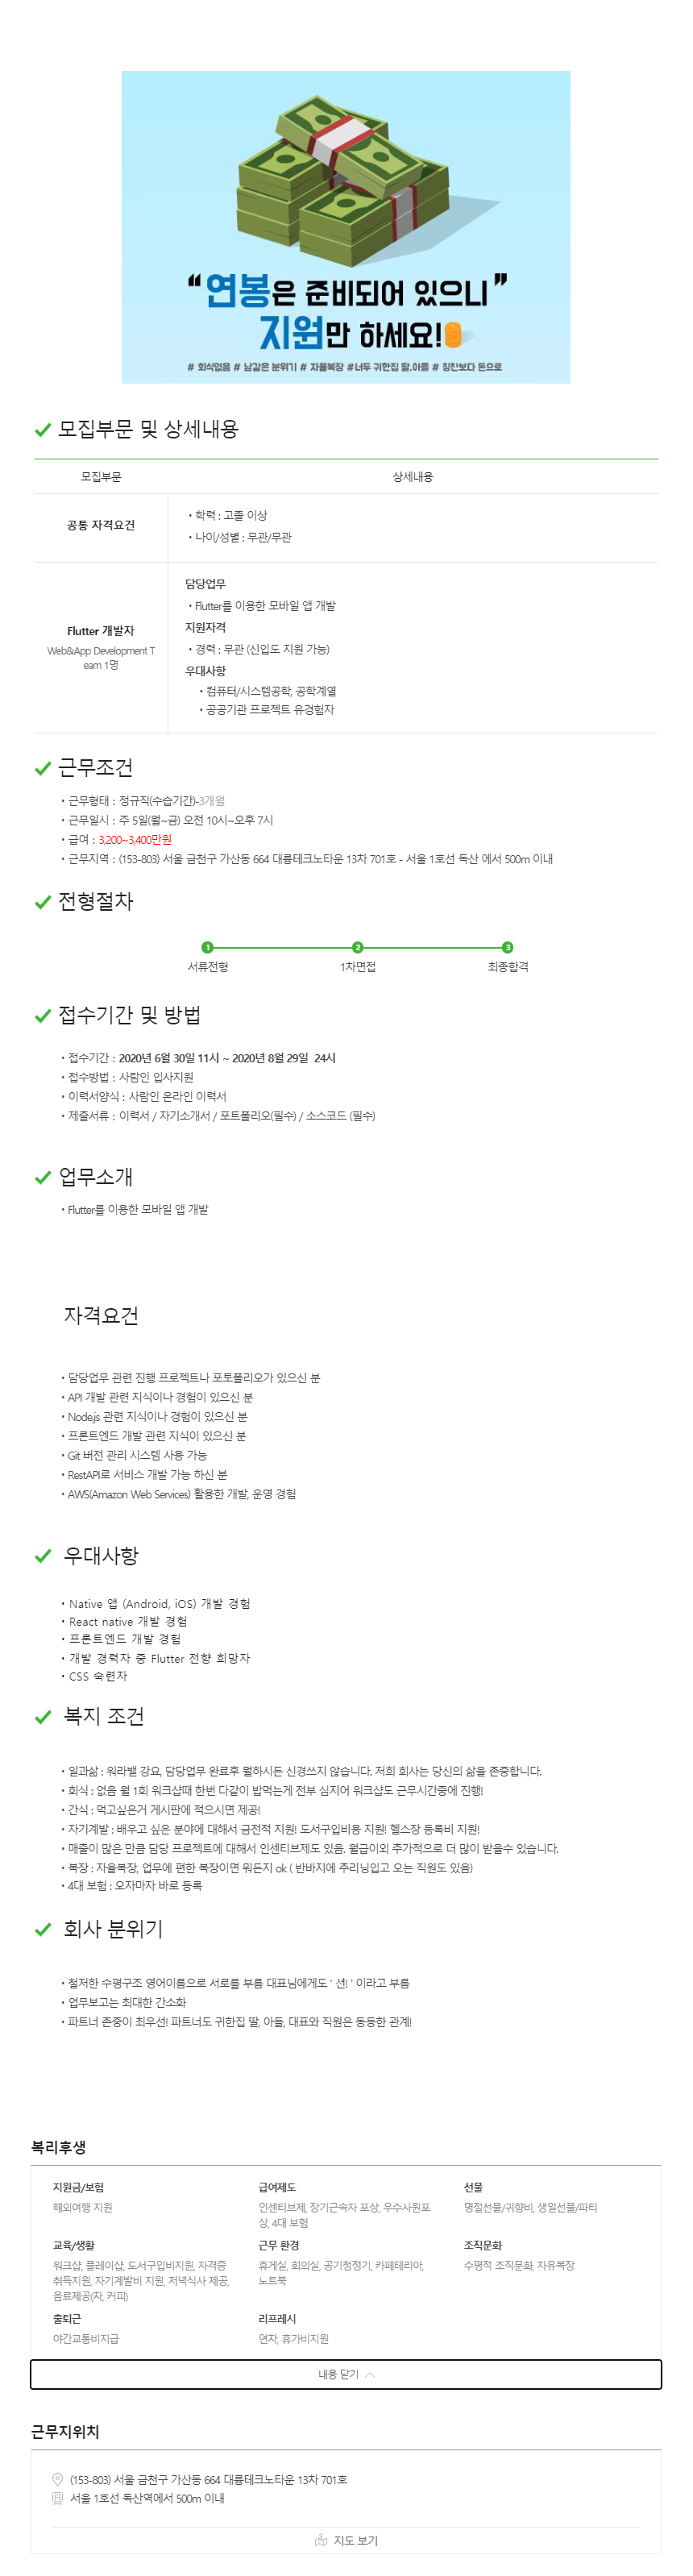 “연봉은 준비되어 있으니”
지원만 하세요!
# 회식없음 # 남같은 분위기 # 자율복장 #너두 귀한집 딸,아들 # 칭찬보다 돈으로
모집부문 및 상세내용
모집부문 상세내용
공통 자격요건
• 학력 : 고졸 이상
• 나이/성별 : 무관/무관
Flutter 개발자
Web&App Development T
eam 1명
담당업무
• Flutter를 이용한 모바일 앱 개발
지원자격
• 경력 : 무관 (신입도 지원 가능)
우대사항
• 컴퓨터/시스템공학, 공학계열
• 공공기관 프로젝트 유경험자
근무조건
• 근무형태 : 정규직(수습기간)-3개월
• 근무일시 : 주 5일(월~금) 오전 10시~오후 7시
• 급여 : 3,200~3,400만원
• 근무지역 : (153-803) 서울 금천구 가산동 664 대룡테크노타운 13차 701호 - 서울 1호선 독산 에서 500m 이내
전형절차
1 2 3
서류전형 1차면접 최종합격
접수기간 및 방법
• 접수기간 : 2020년 6월 30일 11시 ~ 2020년 8월 29일 24시
• 접수방법 : 사람인 입사지원
• 이력서양식 : 사람인 온라인 이력서
• 제출서류 : 이력서 / 자기소개서 / 포트폴리오(필수) / 소스코드 (필수)
업무소개
• Flutter를 이용한 모바일 앱 개발
자격요건
• 담당업무 관련 진행 프로젝트나 포토폴리오가 있으신 분
• API 개발 관련 지식이나 경험이 있으신 분
• Node.js 관련 지식이나 경험이 있으신 분
• 프론트엔드 개발 관련 지식이 있으신 분
• Git 버전 관리 시스템 사용 가능
• RestAPI로 서비스 개발 가능 하신 분
• AWS(Amazon Web Services) 활용한 개발, 운영 경험
우대사항
• Native 앱 (Android, iOS) 개발 경험
• React native 개발 경험
• 프론트엔드 개발 경험
• 개발 경력자 중 Flutter 전향 희망자
• CSS 숙련자
복지 조건
• 일과삶 : 워라밸 강요, 담당업무 완료후 뭘하시든 신경쓰지 않습니다. 저희 회사는 당신의 삶을 존중합니다.
• 회식 : 없음 월 1회 워크샵때 한번 다같이 밥먹는게 전부 심지어 워크샵도 근무시간중에 진행!
• 간식 : 먹고싶은거 게시판에 적으시면 제공!
• 자기계발 : 배우고 싶은 분야에 대해서 금전적 지원! 도서구입비용 지원! 헬스장 등록비 지원!
• 매출이 많은 만큼 담당 프로젝트에 대해서 인센티브제도 있음. 월급이외 추가적으로 더 많이 받을수 있습니다.
• 복장 : 자율복장, 업무에 편한 복장이면 뭐든지 ok ( 반바지에 추리닝입고 오는 직원도 있음)
• 4대 보험 : 오자마자 바로 등록
회사 분위기
• 철저한 수평구조 영어이름으로 서로를 부름 대표님에게도 ' 션! ' 이라고 부름
• 업무보고는 최대한 간소화
• 파트너 존중이 최우선! 파트너도 귀한집 딸, 아들, 대표와 직원은 동등한 관계!
복리후생
지원금/보험 급여제도 선물
해외여행 지원 인센티브제, 장기근속자 포상, 우수사원포 명절선물/귀향비, 생일선물/파티
상, 4대 보험
교육/생활 근무 환경 조직문화
워크샵, 플레이샵, 도서구입비지원, 자격증 휴게실, 회의실, 공기청정기, 카페테리아, 수평적 조직문화, 자유복장
취득지원, 자기계발비 지원, 저녁식사 제공, 노트북
음료제공(차, 커피)
출퇴근 리프레시
야간교통비지급 연차, 휴가비지원
내용 닫기
근무지위치
(153-803) 서울 금천구 가산동 664 대룡테크노타운 13차 701호
서울 1호선 독산역에서 500m 이내
지도 보기